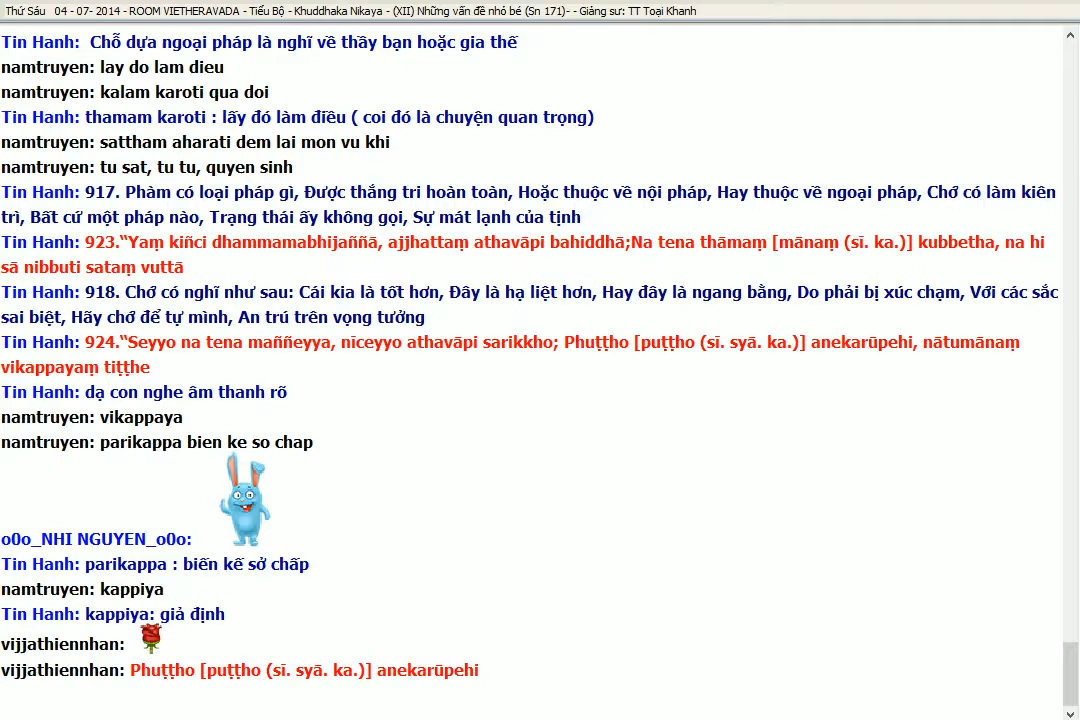 Thứ Sáu 04 - 07- 2014 - ROOM VIETHERAVADA - Tiểu Bộ - Khuddhaka Nikaya - (XII) Những vấn đề nhỏ bé (Sn 171)- - Giảng sư: TT Toại Khanh
Tin Hanh: Chỗ dựa ngoại pháp là nghĩ về thầy bạn hoặc gia thế
namtruyen: lay do lam dieu
namtruyen: kalam karoti qua doi
Tin Hanh: thamam karoti : lấy đó làm điều ( coi đó là chuyện quan trọng)
namtruyen: sattham aharati dem lai mon vu khi
namtruyen: tu sat, tu tu, quyen sinh
Tin Hanh: 917. Phàm có loại pháp gì, Được thắng tri hoàn toàn, Hoặc thuộc về nội pháp, Hay thuộc về ngoại pháp, Chớ có làm kiên
trì, Bất cứ một pháp nào, Trạng thái ấy không gọi, Sự mát lạnh của tịnh
Tin Hanh: 923.‘‘Yaṃ kiñci dhammamabhijaññā, ajjhattaṃ athavāpi bahiddhā;Na tena thāmaṃ [mānaṃ (sī. ka.)] kubbetha, na hi
sā nibbuti sataṃ vuttā
Tin Hanh: 918. Chớ có nghĩ như sau: Cái kia là tốt hơn, Đây là hạ liệt hơn, Hay đây là ngang bằng, Do phải bị xúc chạm, Với các sắc
sai biệt, Hãy chớ để tự mình, An trú trên vọng tưởng
Tin Hanh: 924.‘‘Seyyo na tena maññeyya, nīceyyo athavāpi sarikkho; Phuṭṭho [puṭṭho (sī. syā. ka.)] anekarūpehi, nātumānaṃ
vikappayaṃ tiṭṭhe
Tin Hanh: dạ con nghe âm thanh rõ
namtruyen: vikappaya
namtruyen: parikappa bien ke so chap
o0o_NHI NGUYEN_o0o:
Tin Hanh: parikappa : biến kế sở chấp
namtruyen: kappiya
Tin Hanh: kappiya: giả định
vijjathiennhan:
vijjathiennhan: Phuṭṭho [puṭṭho (sī. syā. ka.)] anekarūpehi